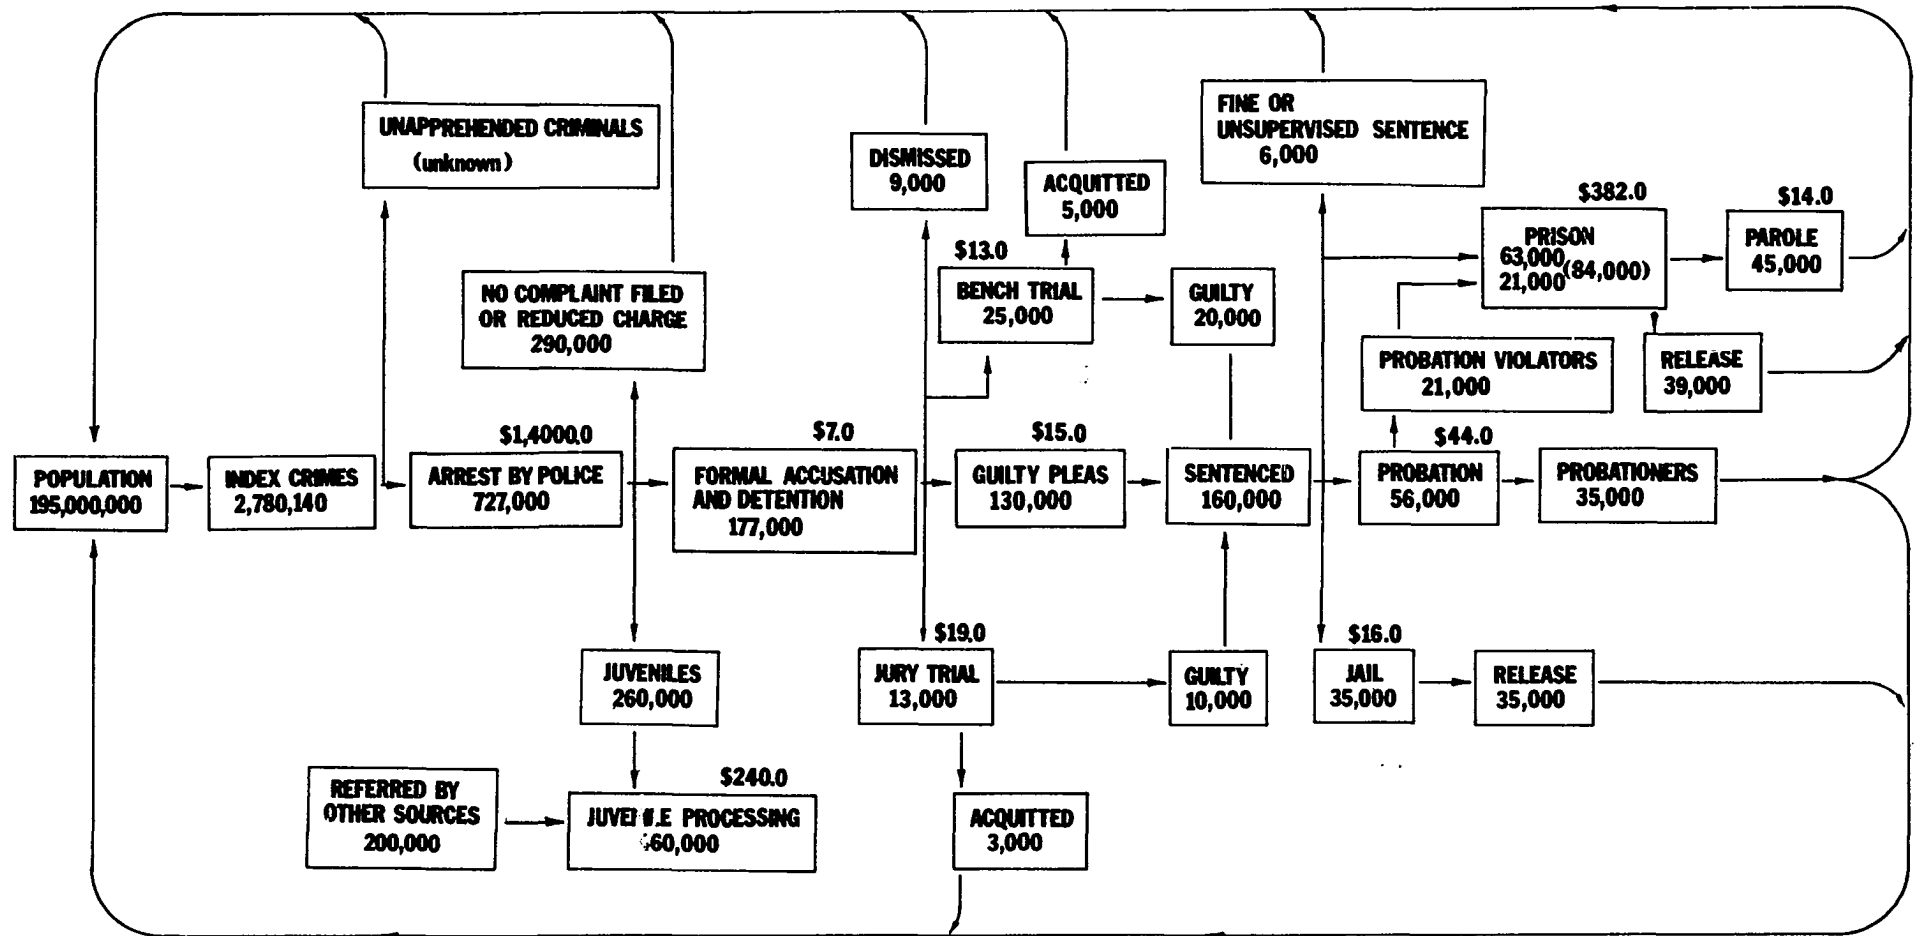 UNAPPREHENDED CRIMINALS
(unknown)
NO COMPLAINT FILED
OR REDUCED CHARGE
290,000
DISMISSED
9,000
ACQUITTED
5,000
FINE OR
UNSUPERVISED SENTENCE
6,000
$13.0
BENCH TRIAL
25,000
GUILTY
20,000
$382.0
PRISON
63,000
21,000 (84,000)
$14.0
PAROLE
45,000
PROBATION VIOLATORS
21,000
RELEASE
39,000
POPULATION
195,000,000
INDEX CRIMES
2,780,140
$1,4000.0
ARREST BY POLICE
727,000
$7.0
FORMAL ACCUSATION
AND DETENTION
177,000
$15.0
GUILTY PLEAS
130,000
SENTENCED
160,000
$44.0
PROBATION
56,000
PROBATIONERS
35,000
JUVENILES
260,000
$19.0
JURY TRIAL
13,000
GUILTY
10,000
$16.0
JAIL
35,000
RELEASE
35,000
REFERRED BY
OTHER SOURCES
200,000
$240.0
PROCESSING
ACQUITTED
3,000